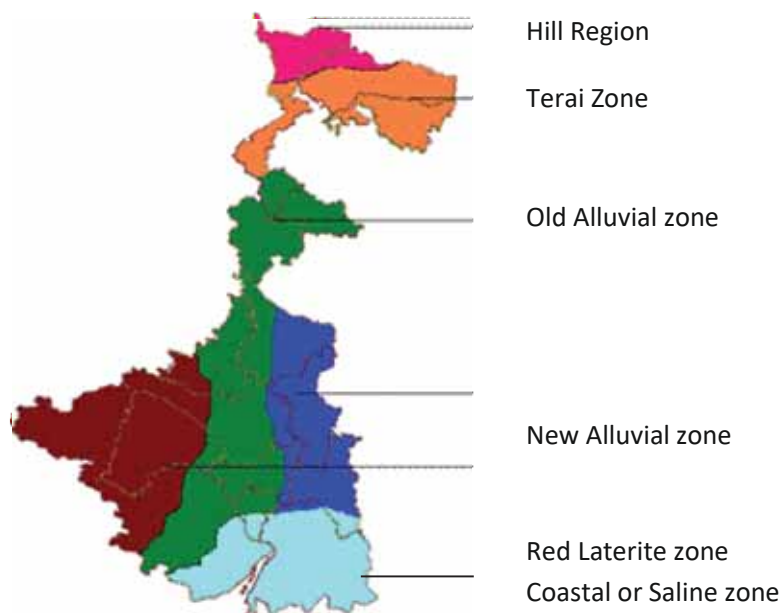 Hill Region
Terai Zone
Old Alluvial zone
New Alluvial zone
Red Laterite zone
Coastal or Saline zone